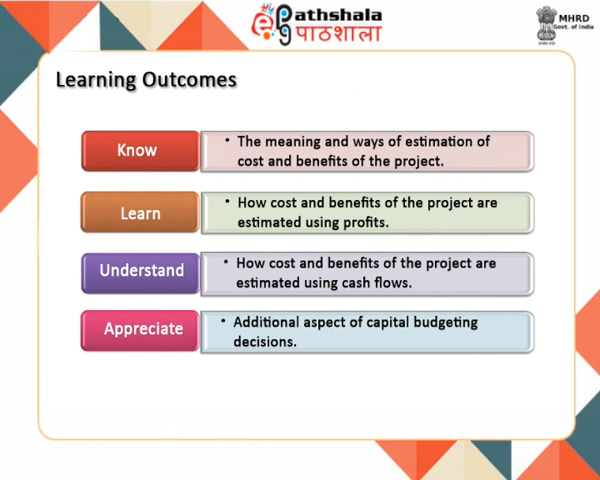 Pathshala
पाठशाला
MHRD
Govt. of India
Learning Outcomes
Know
• The meaning and ways of estimation of
cost and benefits of the project.
Learn
• How cost and benefits of the project are
estimated using profits.
Understand
• How cost and benefits of the project are
estimated using cash flows.
Appreciate
• Additional aspect of capital budgeting
decisions.